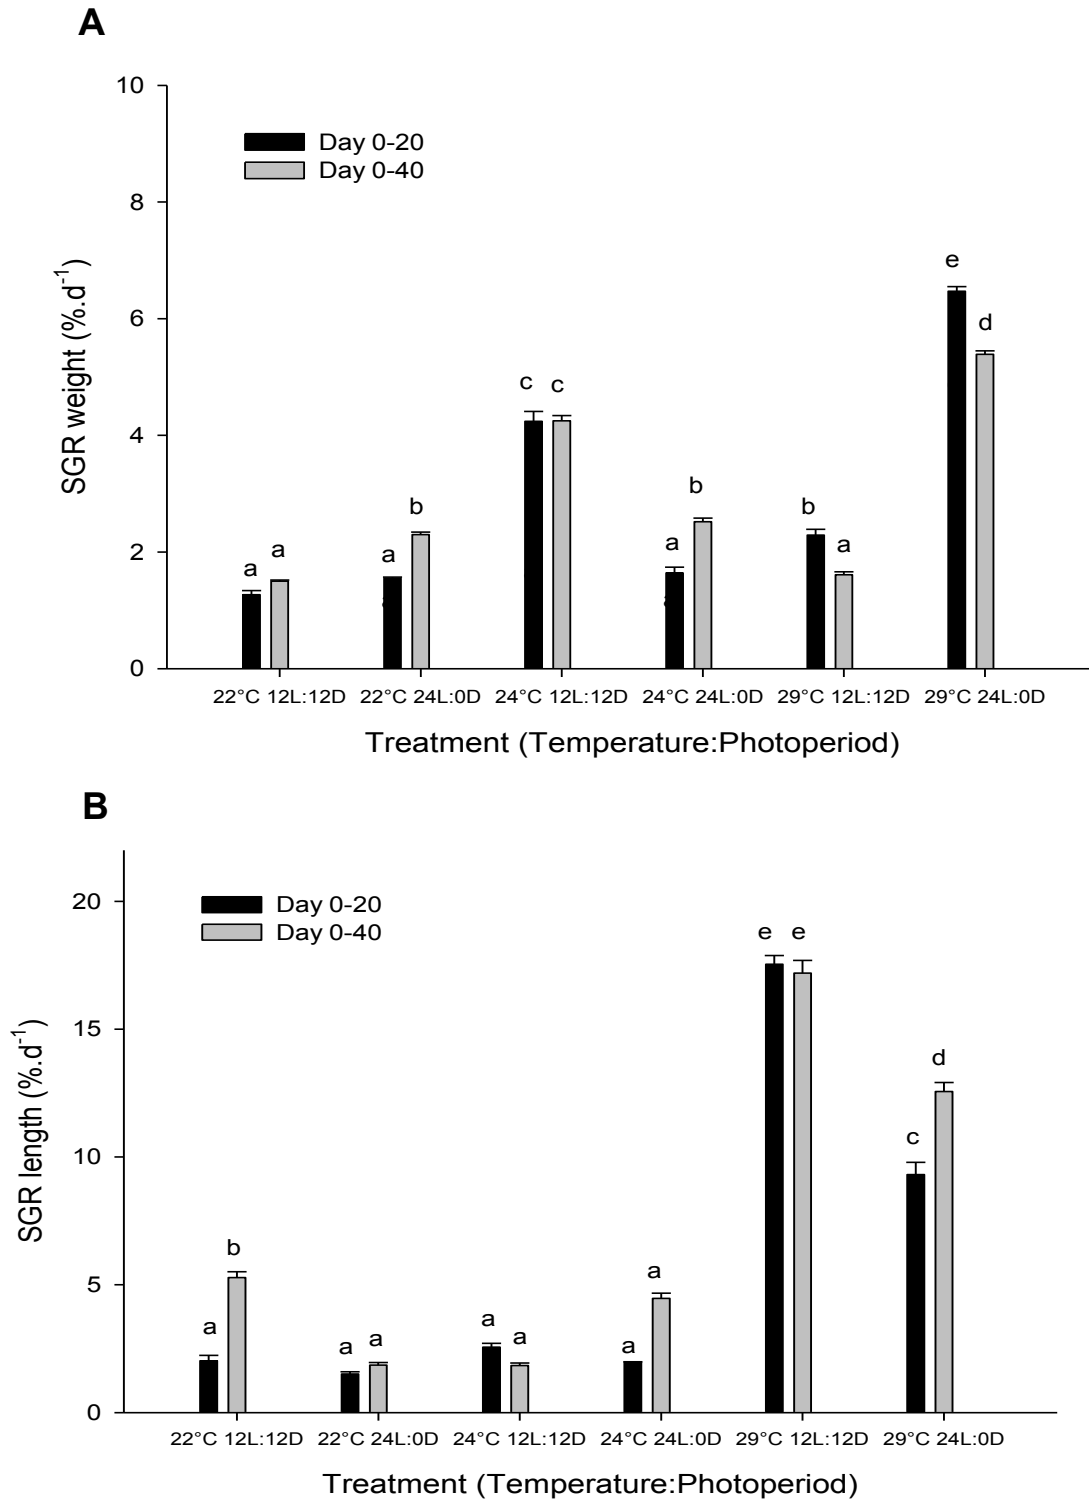 A
10
8
6
4
2
0
SGR weight (%.d-1)
Day 0-20
Day 0-40
a a
a b
c c
a b
b a
e d
22°C 12L:12D 22°C 24L:0D 24°C 12L:12D 24°C 24L:0D 29°C 12L:12D 29°C 24L:0D
Treatment (Temperature:Photoperiod)
B
20
15
10
5
0
SGR length (%.d-1)
Day 0-20
Day 0-40
a b
a a
a a
a a
e e
c d
22°C 12L:12D 22°C 24L:0D 24°C 12L:12D 24°C 24L:0D 29°C 12L:12D 29°C 24L:0D
Treatment (Temperature:Photoperiod)